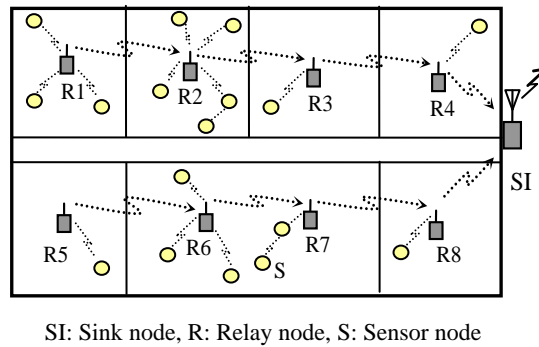 R1
R2
R3
R4
SI
R5
R6
R7
R8
S
SI: Sink node, R: Relay node, S: Sensor node